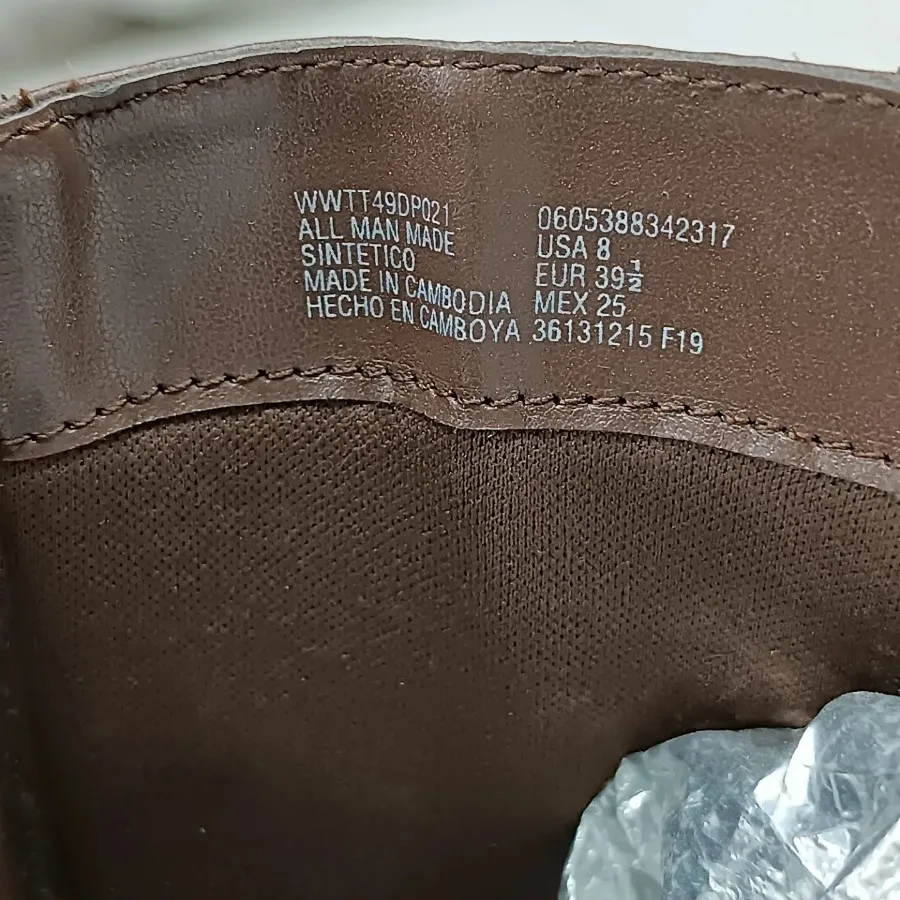 WWTT49DP021
ALL MAN MADE
SINTETICO
MADE IN CAMBODIA
HECHO EN CAMBOYA
0605388342317
USA 8
EUR 39½
MEX 25
36131215 F19